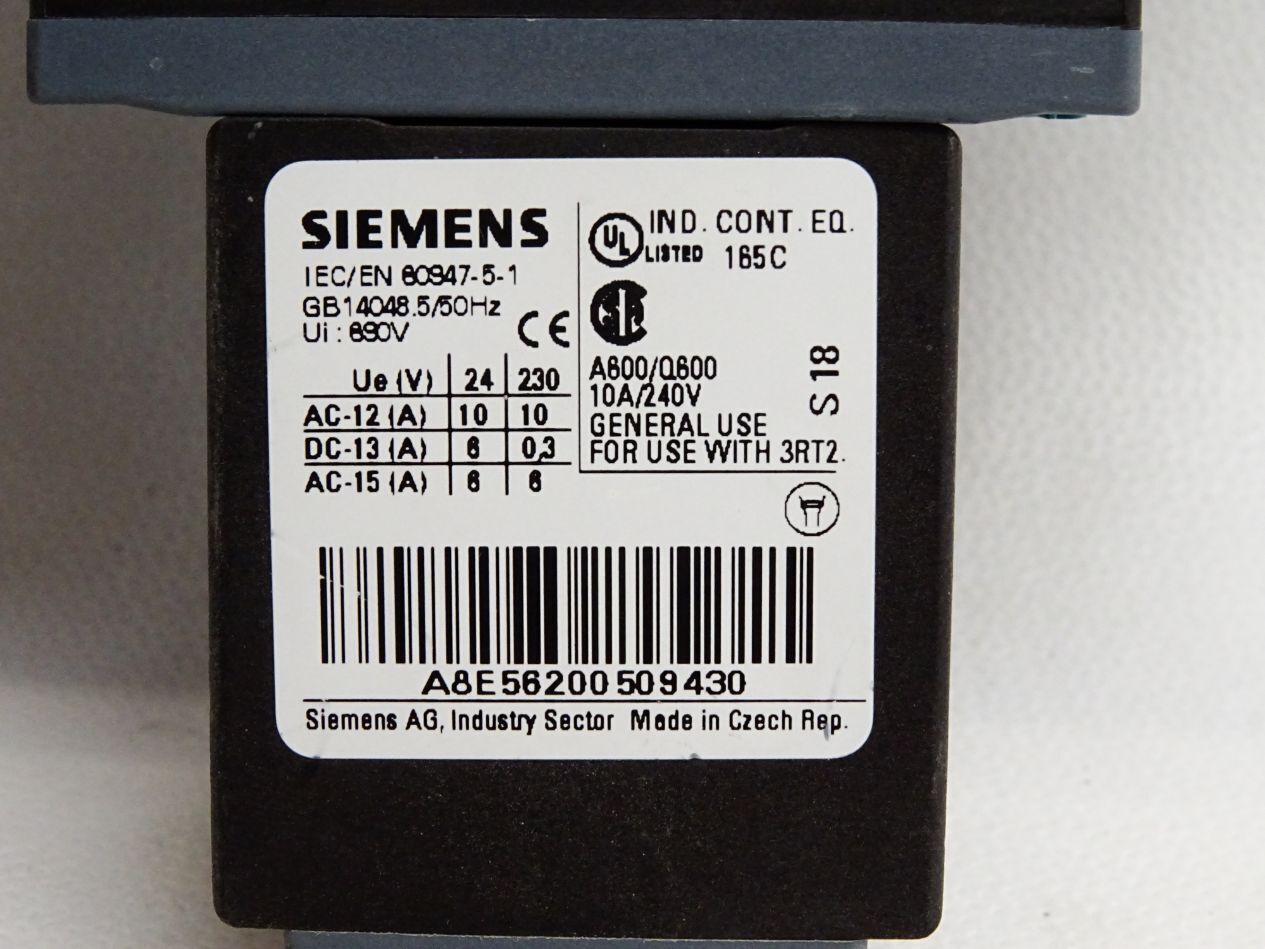 SIEMENS
IEC/EN 60947-5-1
GB14048.5/50Hz
Ui : 690V
CE
Ue (V) 24 230
AC-12 (A) 10 10
DC-13 (A) 6 0,3
AC-15 (A) 6 6
UL LISTED IND. CONT. EQ.
165C
A600/Q600
10A/240V
GENERAL USE
FOR USE WITH 3RT2.
S 18
A8E56200509430
Siemens AG, Industry Sector Made in Czech Rep.